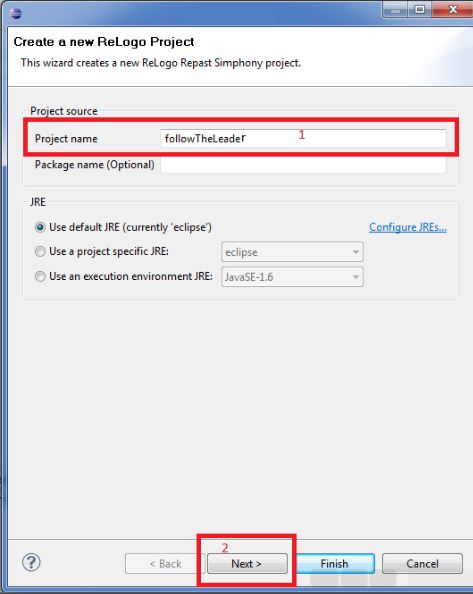 Create a new ReLogo Project
This wizard creates a new ReLogo Repast Simphony project.
Project source
Project name followTheLeader 1
Package name (Optional)
JRE
Use default JRE (currently 'eclipse') Configure JREs...
Use a project specific JRE: eclipse
Use an execution environment JRE: JavaSE-1.6
2
? < Back Next > Finish Cancel